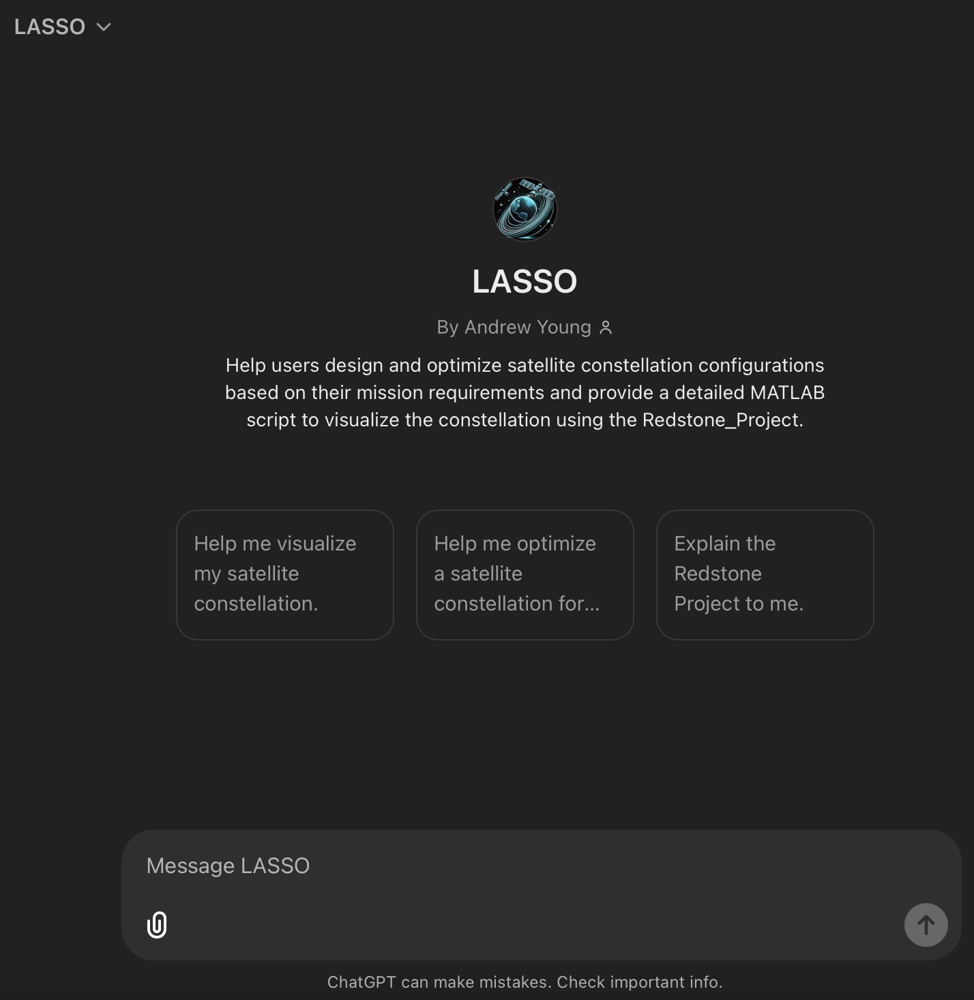 LASSO
LASSO
By Andrew Young
Help users design and optimize satellite constellation configurations
based on their mission requirements and provide a detailed MATLAB
script to visualize the constellation using the Redstone_Project.
Help me visualize
my satellite
constellation.
Help me optimize
a satellite
constellation for...
Explain the
Redstone
Project to me.
Message LASSO
ChatGPT can make mistakes. Check important info.